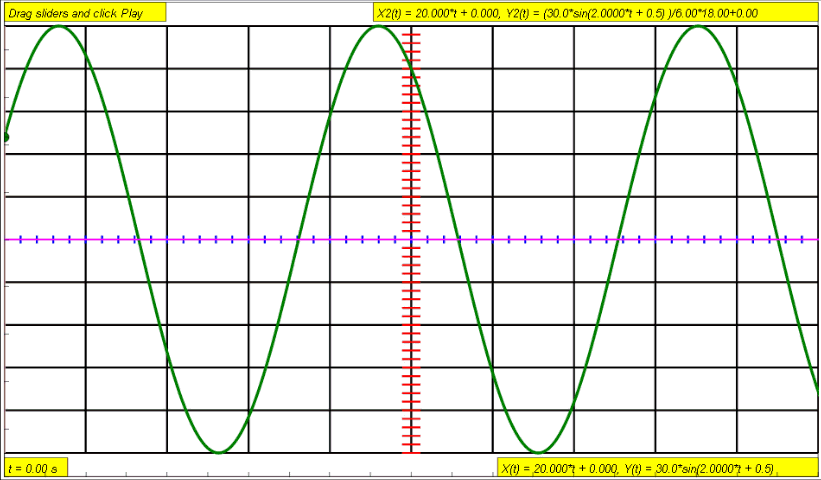 Drag sliders and click Play
X2(t) = 20.000*t + 0.000, Y2(t) = (30.0*sin(2.0000*t + 0.5) )/6.00*18.00+0.00
t = 0.00 s
X(t) = 20.000*t + 0.000, Y(t) = 30.0*sin(2.0000*t + 0.5)